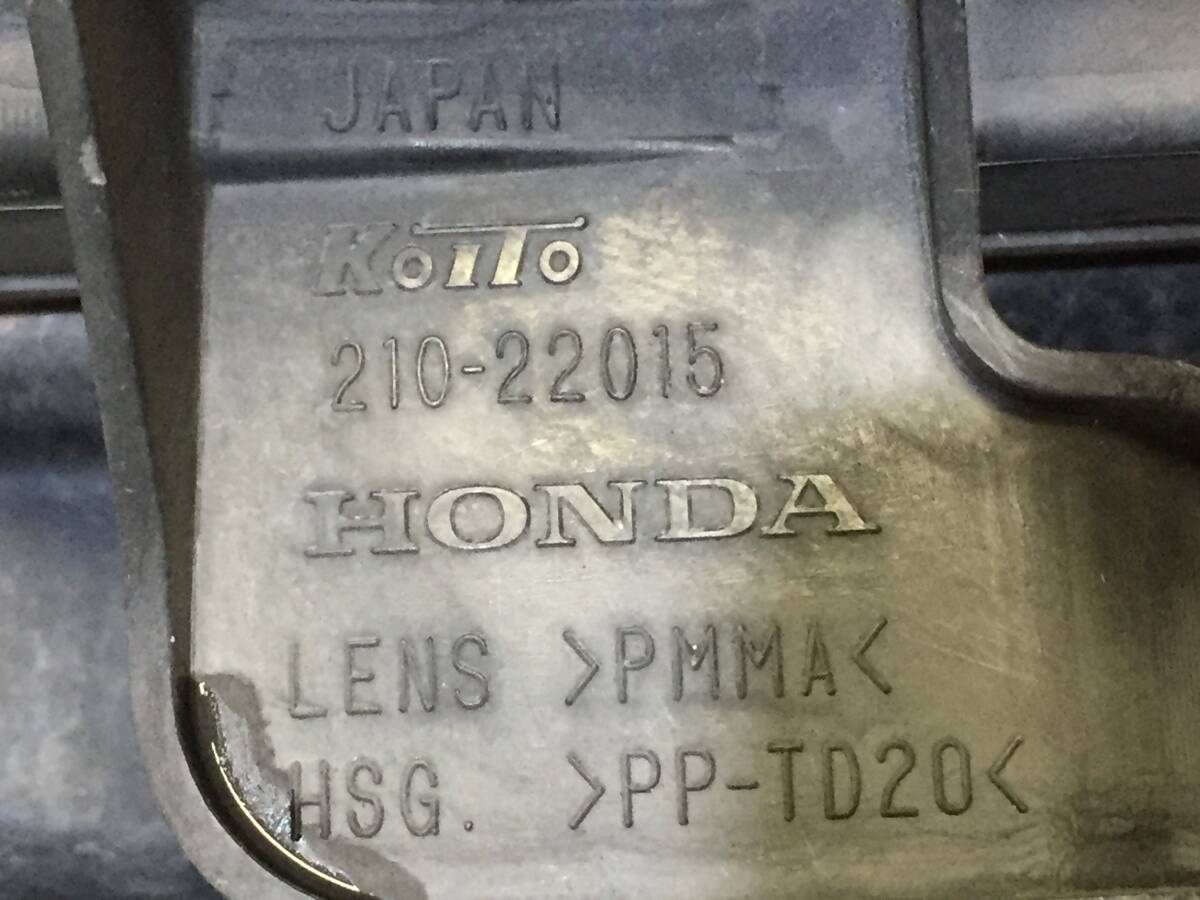 JAPAN
KOITO
210-22015
HONDA
LENS >PMMA<
HSG. >PP-TD20<